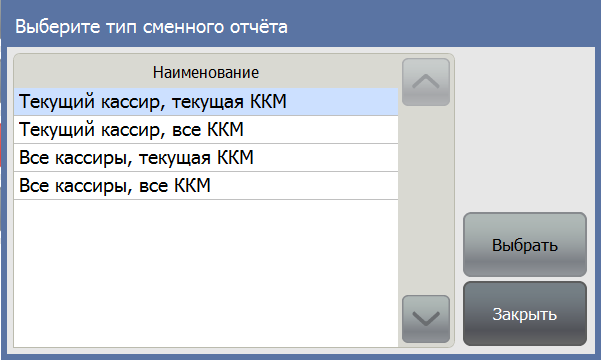 Выберите тип сменного отчёта
Наименование
Текущий кассир, текущая ККМ
Текущий кассир, все ККМ
Все кассиры, текущая ККМ
Все кассиры, все ККМ
Выбрать
Закрыть